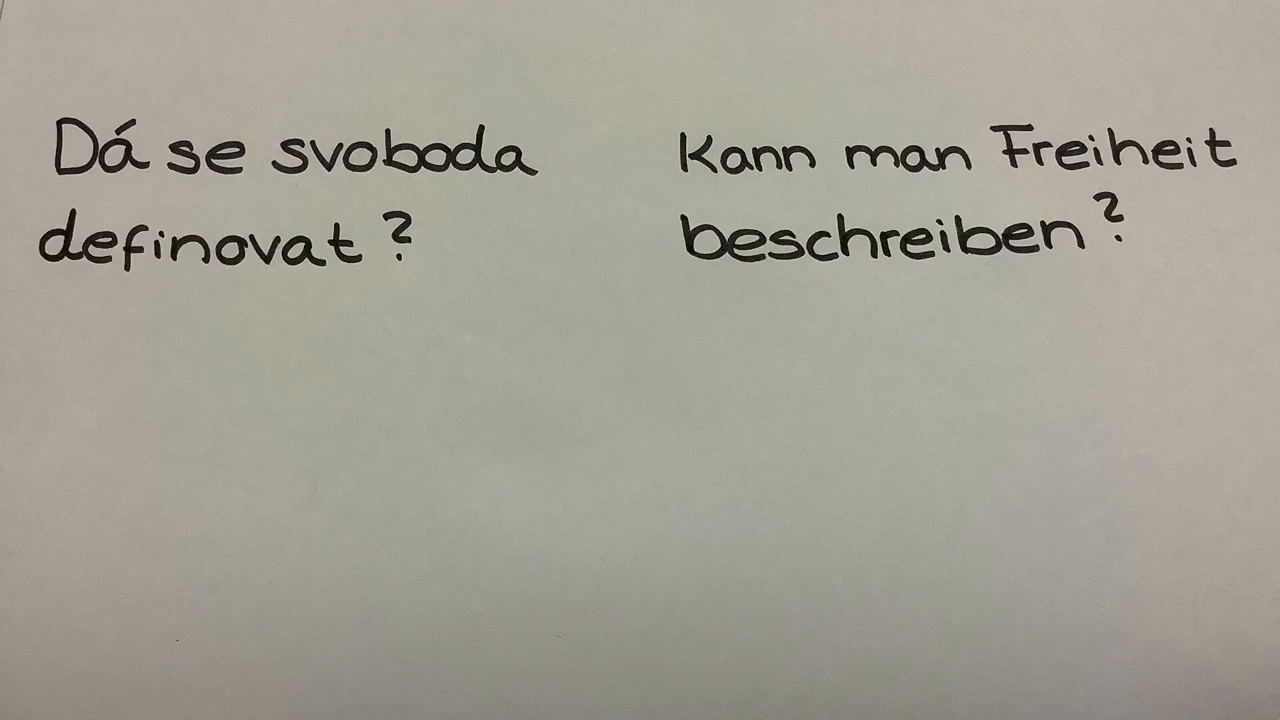 Dá se svoboda
definovat?
Kann man Freiheit
beschreiben?